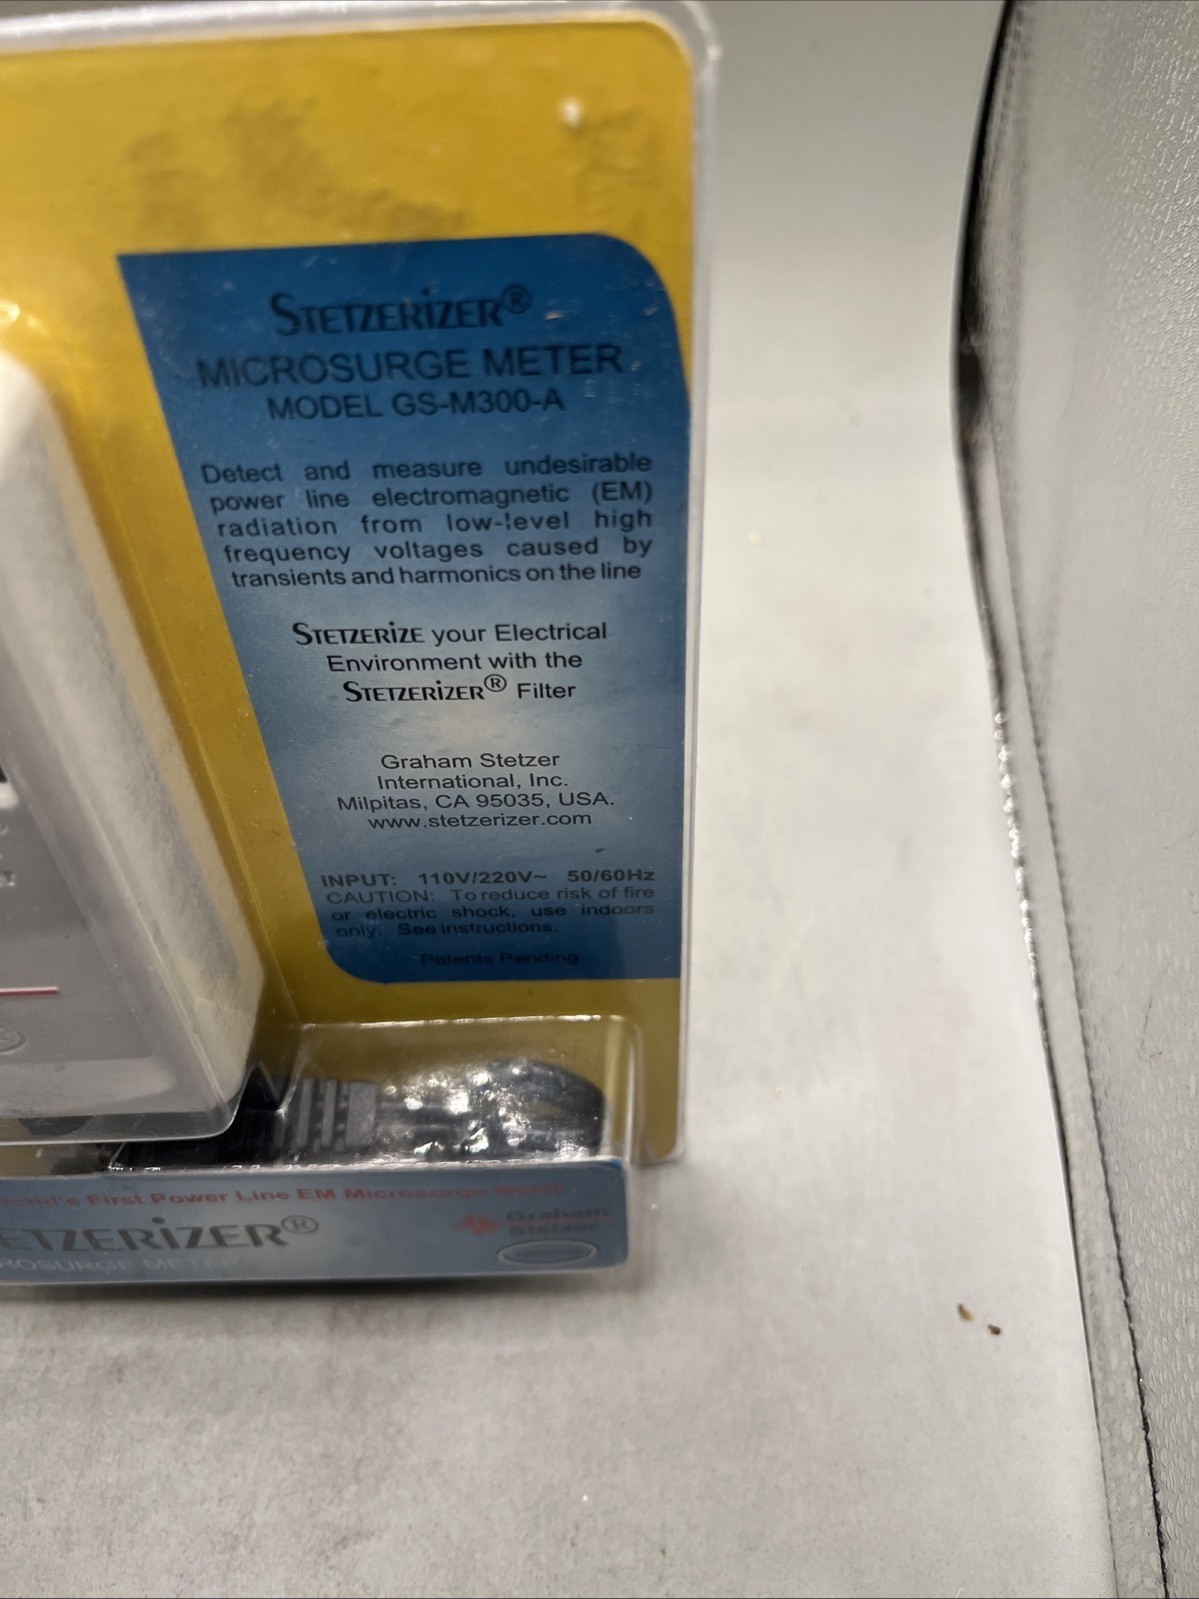 STETZERiZER®
MICROSURGE METER
MODEL GS-M300-A
Detect and measure undesirable
power line electromagnetic (EM)
radiation from low-level high
frequency voltages caused by
transients and harmonics on the line
STETZERiZE your Electrical
Environment with the
STETZERiZER® Filter
Graham Stetzer
International, Inc.
Milpitas, CA 95035, USA.
www.stetzerizer.com
INPUT: 110V/220V~ 50/60Hz
CAUTION: To reduce risk of fire
or electric shock, use indoors
only. See instructions.
Patents Pending
World's First Power Line EM Microsurge Meter
ETZERiZER®
Graham
Stetzer
ROSURGE METER